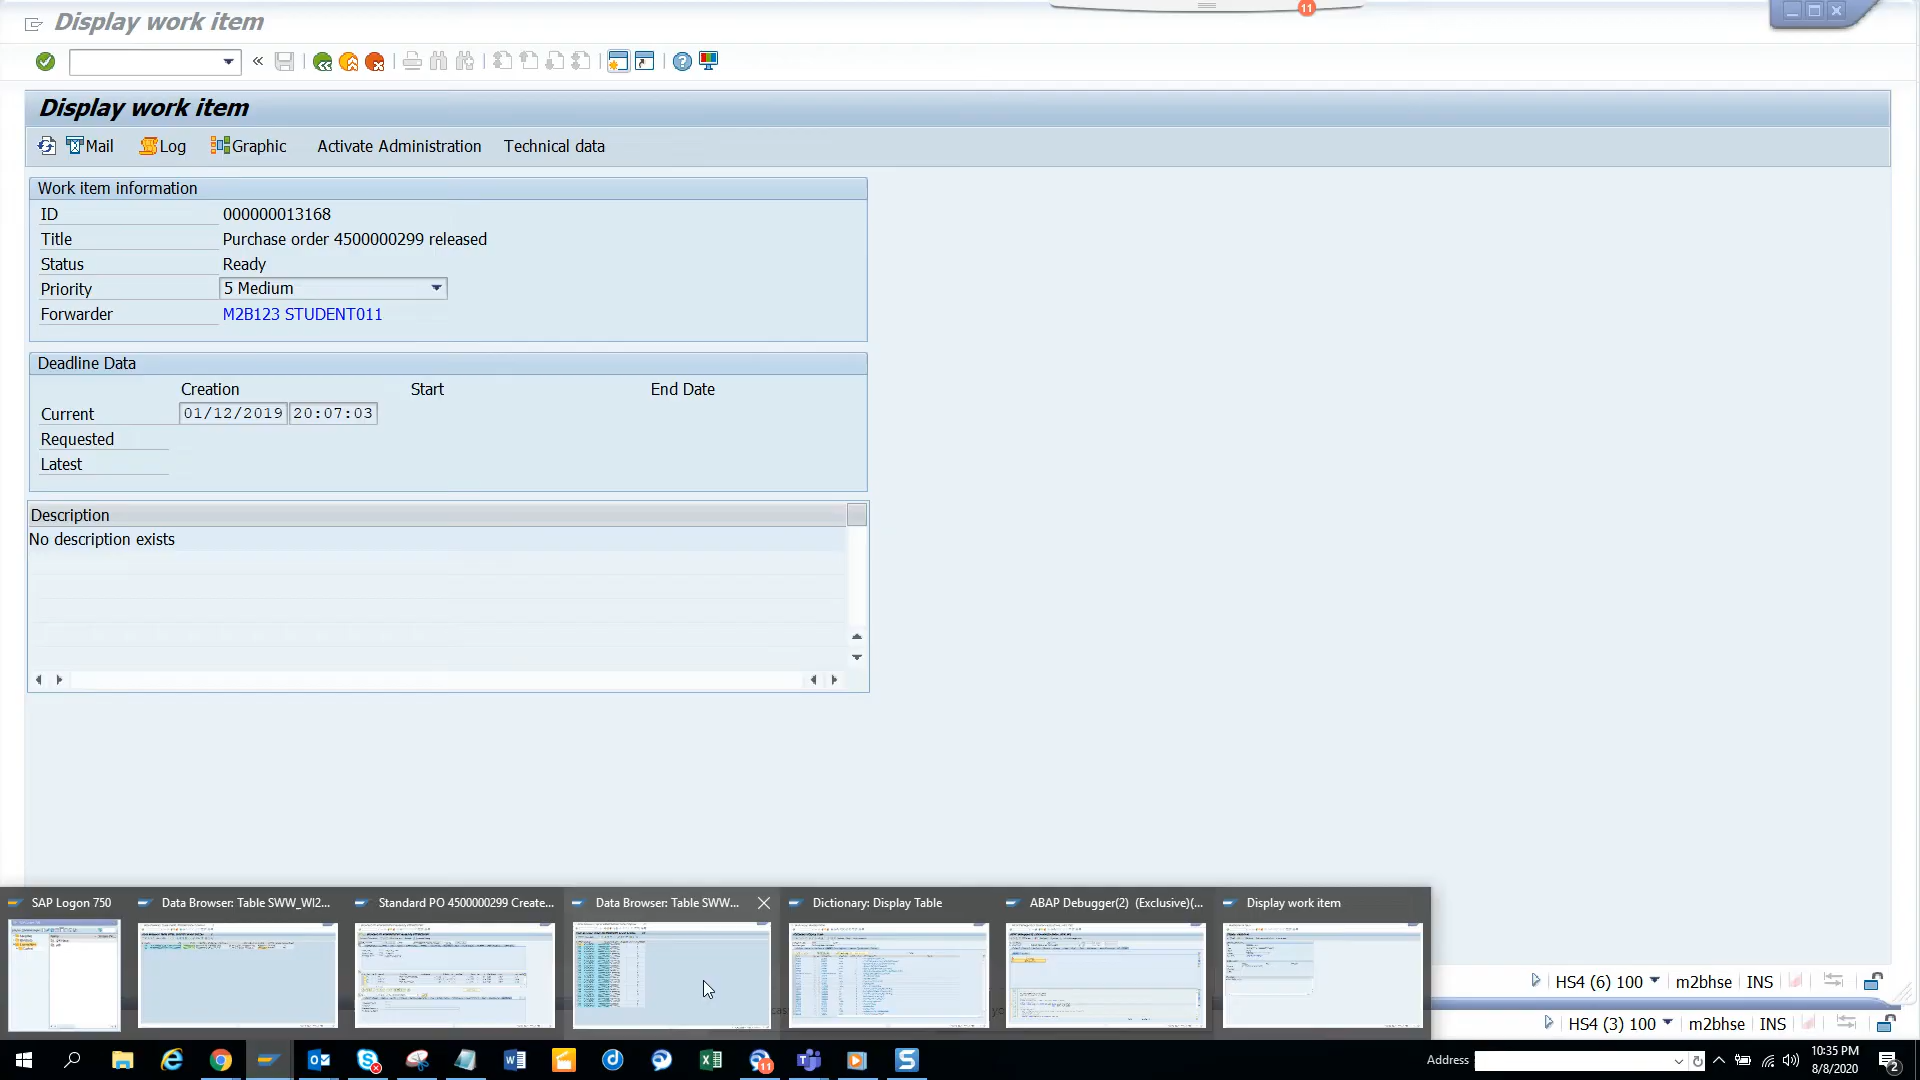 Display work item
11
Display work item
Mail Log Graphic Activate Administration Technical data
Work item information
ID 000000013168
Title Purchase order 4500000299 released
Status Ready
Priority 5 Medium
Forwarder M2B123 STUDENT011
Deadline Data
Creation Start End Date
Current 01/12/2019 20:07:03
Requested
Latest
Description
No description exists
SAP Logon 750
Data Browser: Table SWW_WI2...
Standard PO 4500000299 Create...
Data Browser: Table SWW...
Dictionary: Display Table
ABAP Debugger(2) (Exclusive)(...
Display work item
HS4 (6) 100 m2bhse INS
HS4 (3) 100 m2bhse INS
11
Address
10:35 PM
8/8/2020
2